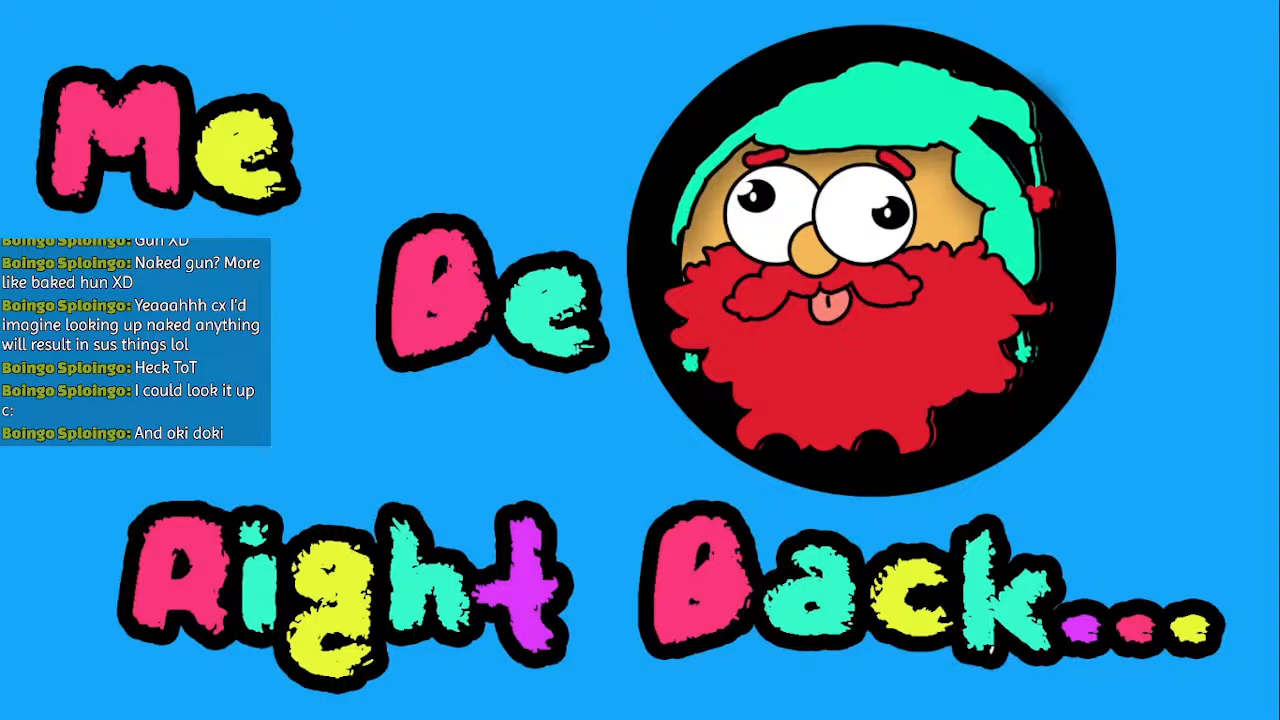 Me
Be
Boingo Sploingo: Gun XD
Boingo Sploingo: Naked gun? More
like baked hun XD
Boingo Sploingo: Yeaaahhh cx I'd
imagine looking up naked anything
will result in sus things lol
Boingo Sploingo: Heck ToT
Boingo Sploingo: I could look it up
c:
Boingo Sploingo: And oki doki
Right Back...